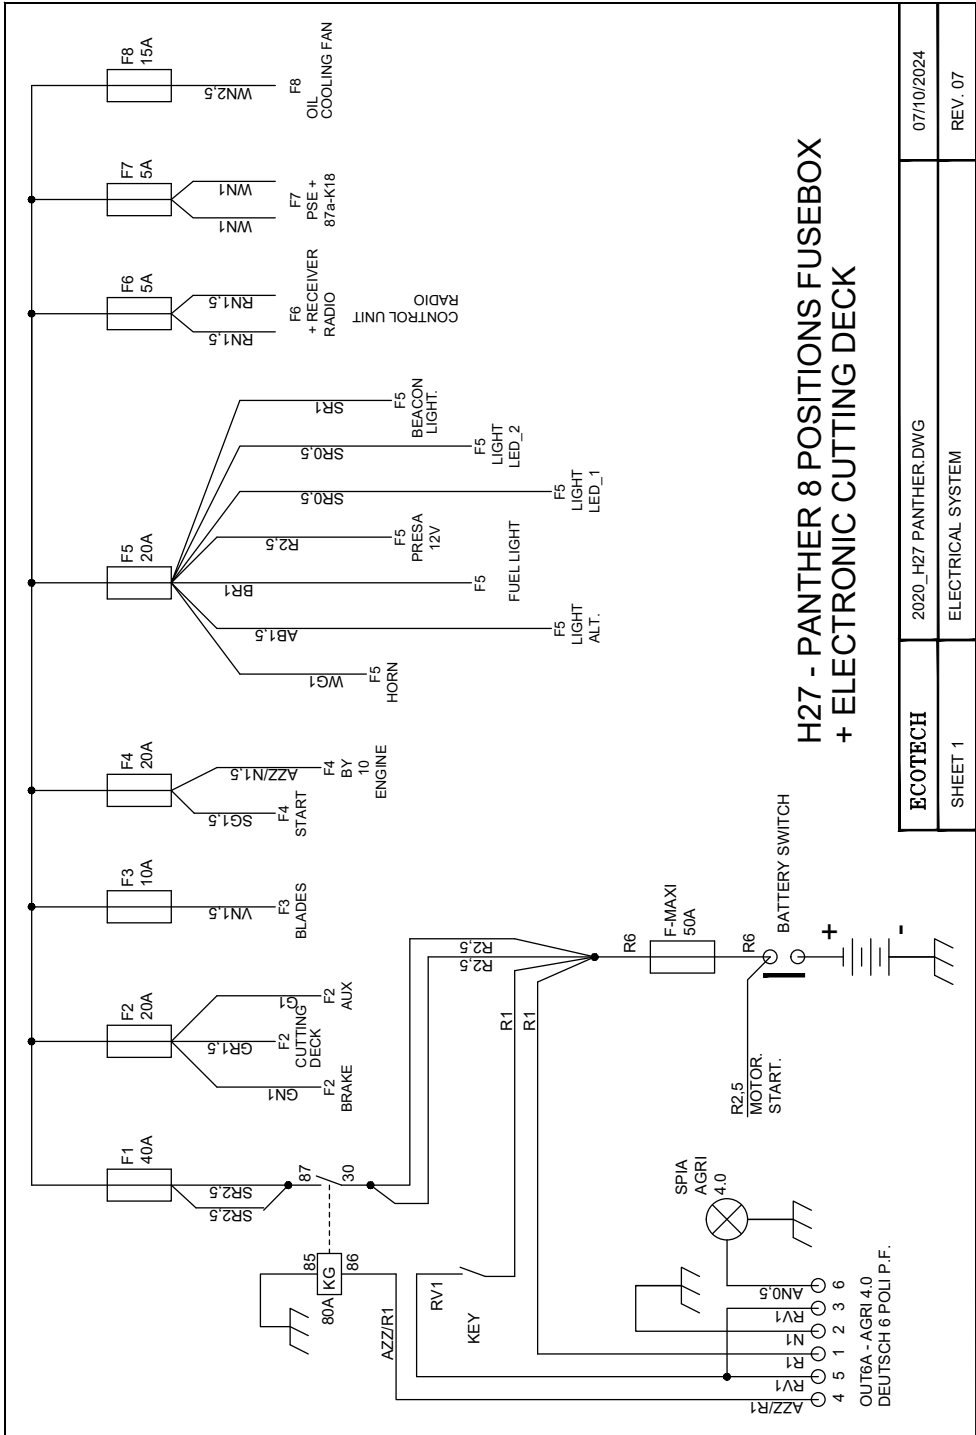 F1
40A
SR2,5
SR2,5
87
30
85
86
KG
80A
AZZ/R1
F2
20A
GN1
GR1,5
G1
F2
BRAKE
F2
CUTTING
DECK
F2
AUX
F3
10A
VN1,5
F3
BLADES
F4
20A
SG1,5
AZZ/N1,5
F4
START
F4
BY
10
ENGINE
F5
20A
WG1
AB1,5
BR1
R2,5
SR0,5
SR0,5
SR1
F5
HORN
F5
LIGHT
ALT.
F5
FUEL LIGHT
F5
PRESA
12V
F5
LIGHT
LED_1
F5
LIGHT
LED_2
F5
BEACON
LIGHT.
F6
5A
RN1,5
RN1,5
F6
+ RECEIVER
RADIO
CONTROL UNIT
RADIO
F7
5A
WN1
WN1
F7
PSE +
87a-K18
F8
15A
WN2,5
F8
OIL
COOLING FAN
R2,5
R2,5
R1
R1
R6
F-MAXI
50A
R6
BATTERY SWITCH
+
-
R2,5
MOTOR.
START.
RV1
KEY
SPIA
AGRI
4.0
AZZ/R1
RV1
R1
N1
RV1
AN0,5
4
5
1
2
3
6
OUT6A - AGRI 4.0
DEUTSCH 6 POLI P.F.
H27 - PANTHER 8 POSITIONS FUSEBOX
+ ELECTRONIC CUTTING DECK
ECOTECH
2020_H27 PANTHER.DWG
07/10/2024
SHEET 1
ELECTRICAL SYSTEM
REV. 07